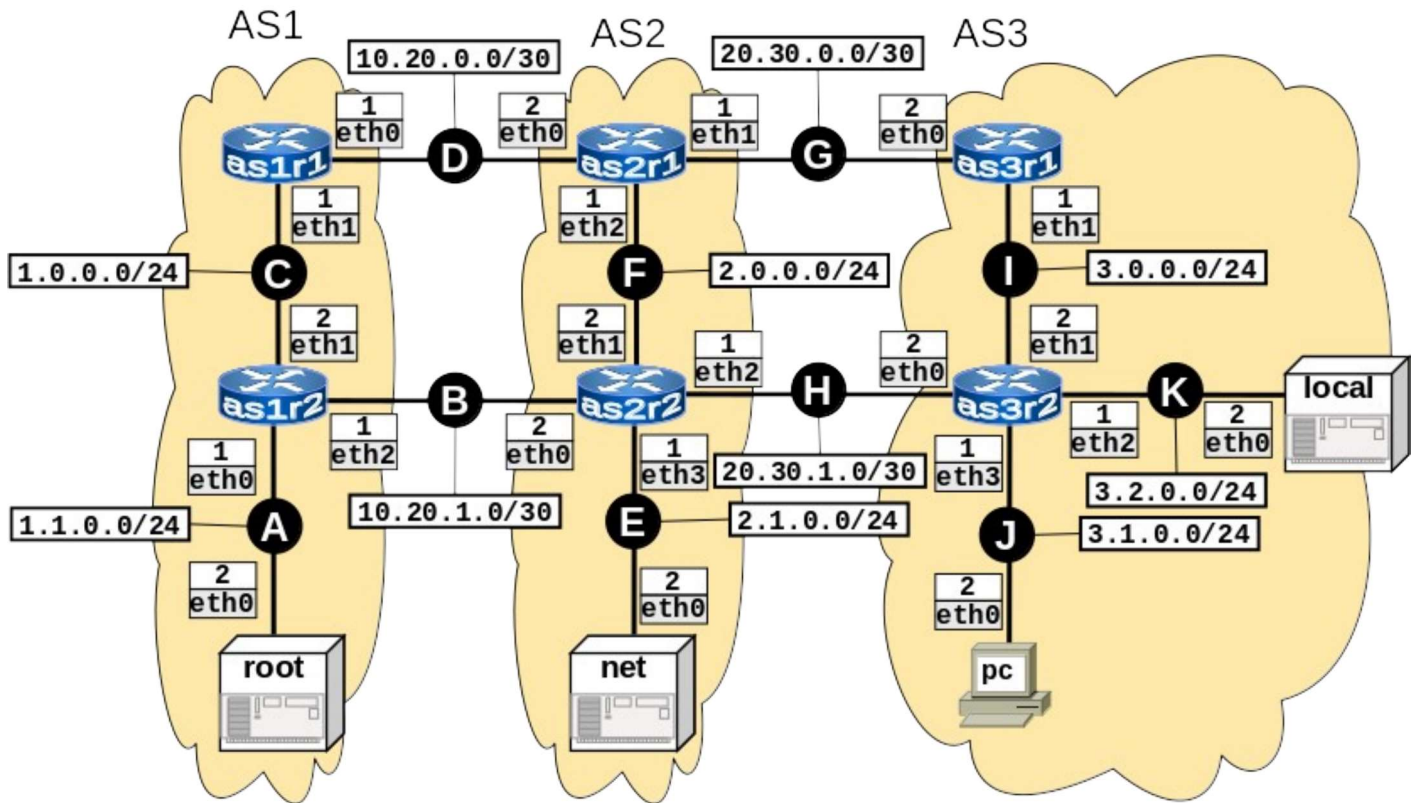 AS1
AS2
AS3
10.20.0.0/30
20.30.0.0/30
1
eth0
2
eth0
1
eth1
2
eth0
as1r1
D
as2r1
G
as3r1
1
eth1
1
eth2
1
eth1
1.0.0.0/24
C
F
2.0.0.0/24
I
3.0.0.0/24
2
eth1
2
eth1
1
eth2
2
eth0
2
eth1
as1r2
B
as2r2
H
as3r2
K
local
1
eth0
1
eth2
2
eth0
1
eth3
20.30.1.0/30
1
eth3
1
eth2
2
eth0
3.2.0.0/24
1.1.0.0/24
A
10.20.1.0/30
E
2.1.0.0/24
J
3.1.0.0/24
2
eth0
2
eth0
2
eth0
root
net
pc